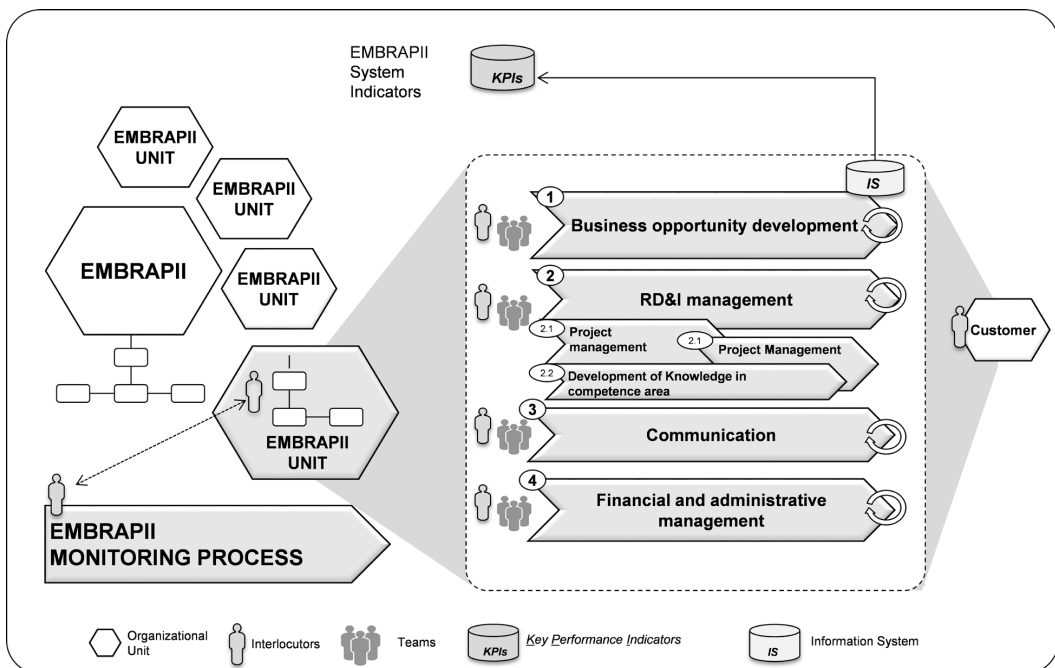 EMBRAPII
System
Indicators
KPIs
EMBRAPII
UNIT
EMBRAPII
UNIT
EMBRAPII
EMBRAPII
UNIT
EMBRAPII
UNIT
EMBRAPII
MONITORING PROCESS
IS
1
Business opportunity development
2
RD&I management
2.1
Project
management
2.1
Project Management
2.2
Development of Knowledge in
competence area
3
Communication
4
Financial and administrative
management
Customer
Organizational
Unit
Interlocutors
Teams
KPIs
Key Performance Indicators
IS
Information System